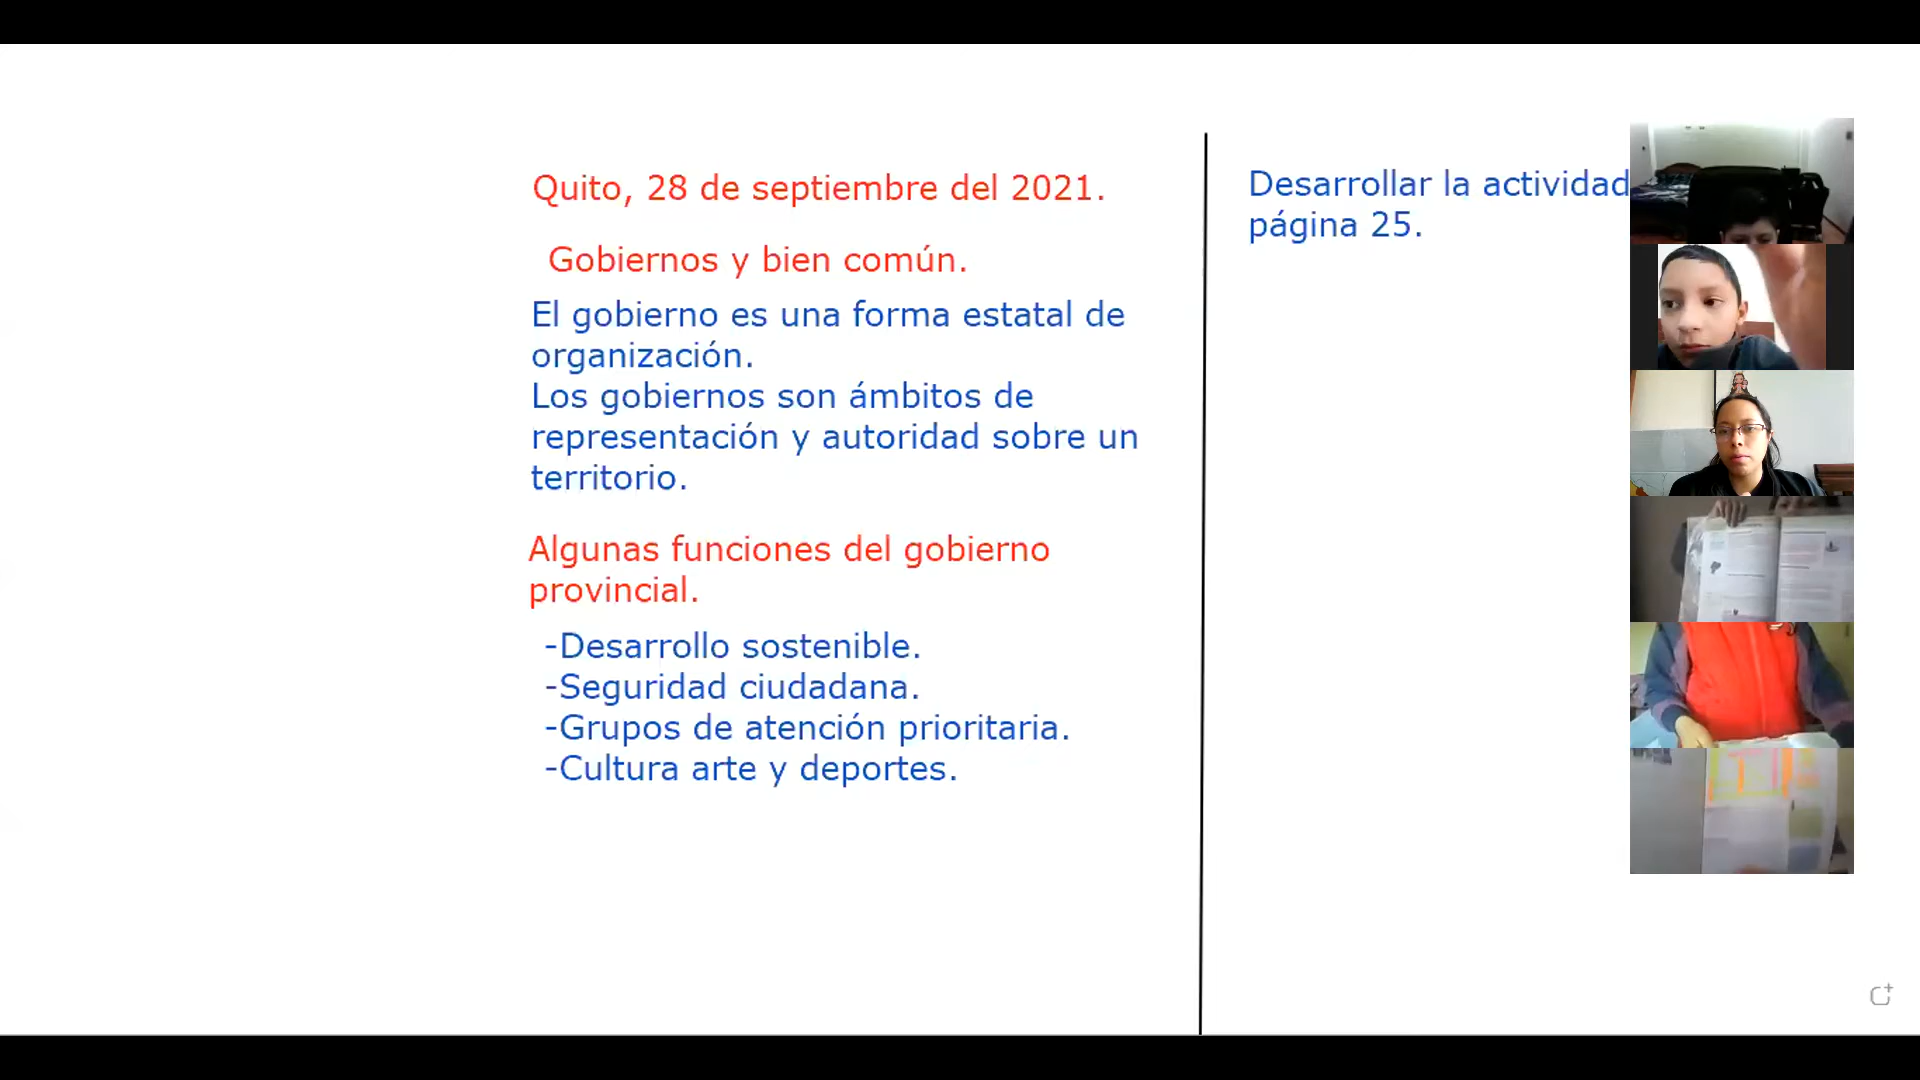 Quito, 28 de septiembre del 2021.
Gobiernos y bien común.
El gobierno es una forma estatal de
organización.
Los gobiernos son ámbitos de
representación y autoridad sobre un
territorio.
Algunas funciones del gobierno
provincial.
-Desarrollo sostenible.
-Seguridad ciudadana.
-Grupos de atención prioritaria.
-Cultura arte y deportes.
Desarrollar la actividad
página 25.